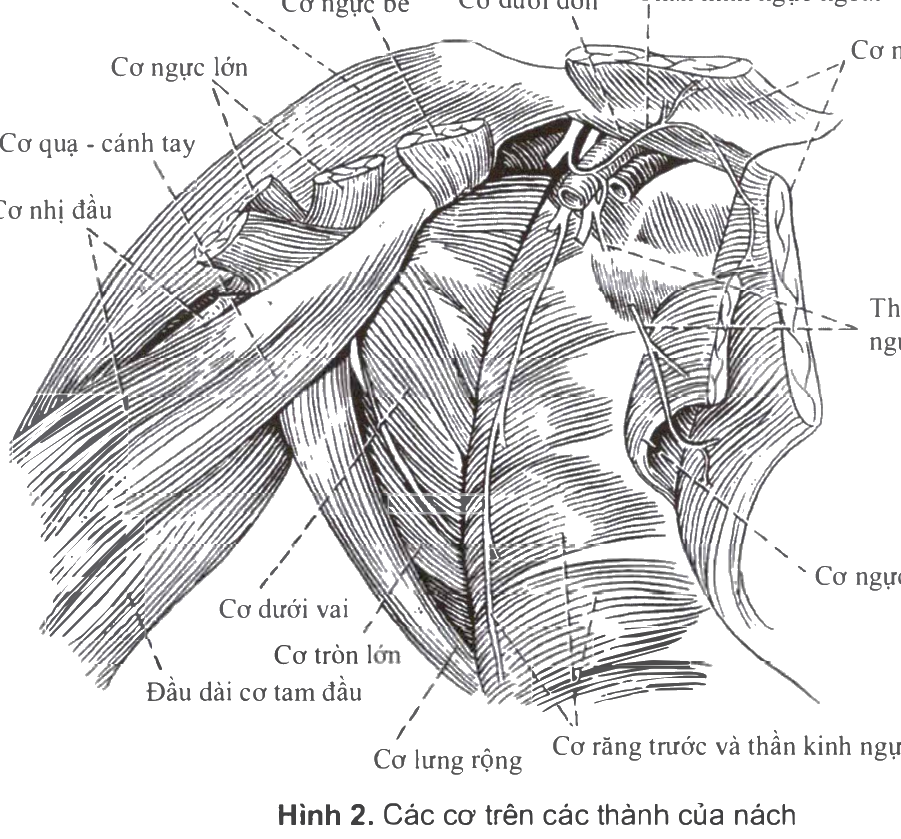 Cơ ngực bé
Cơ dưới đòn
Cơ ngực lớn
Cơ quạ - cánh tay
Cơ nhị đầu
Cơ dưới vai
Cơ tròn lớn
Đầu dài cơ tam đầu
Cơ lưng rộng
Cơ răng trước và thần kinh
Cơ
Cơ
Hình 2. Các cơ trên các thành của nách